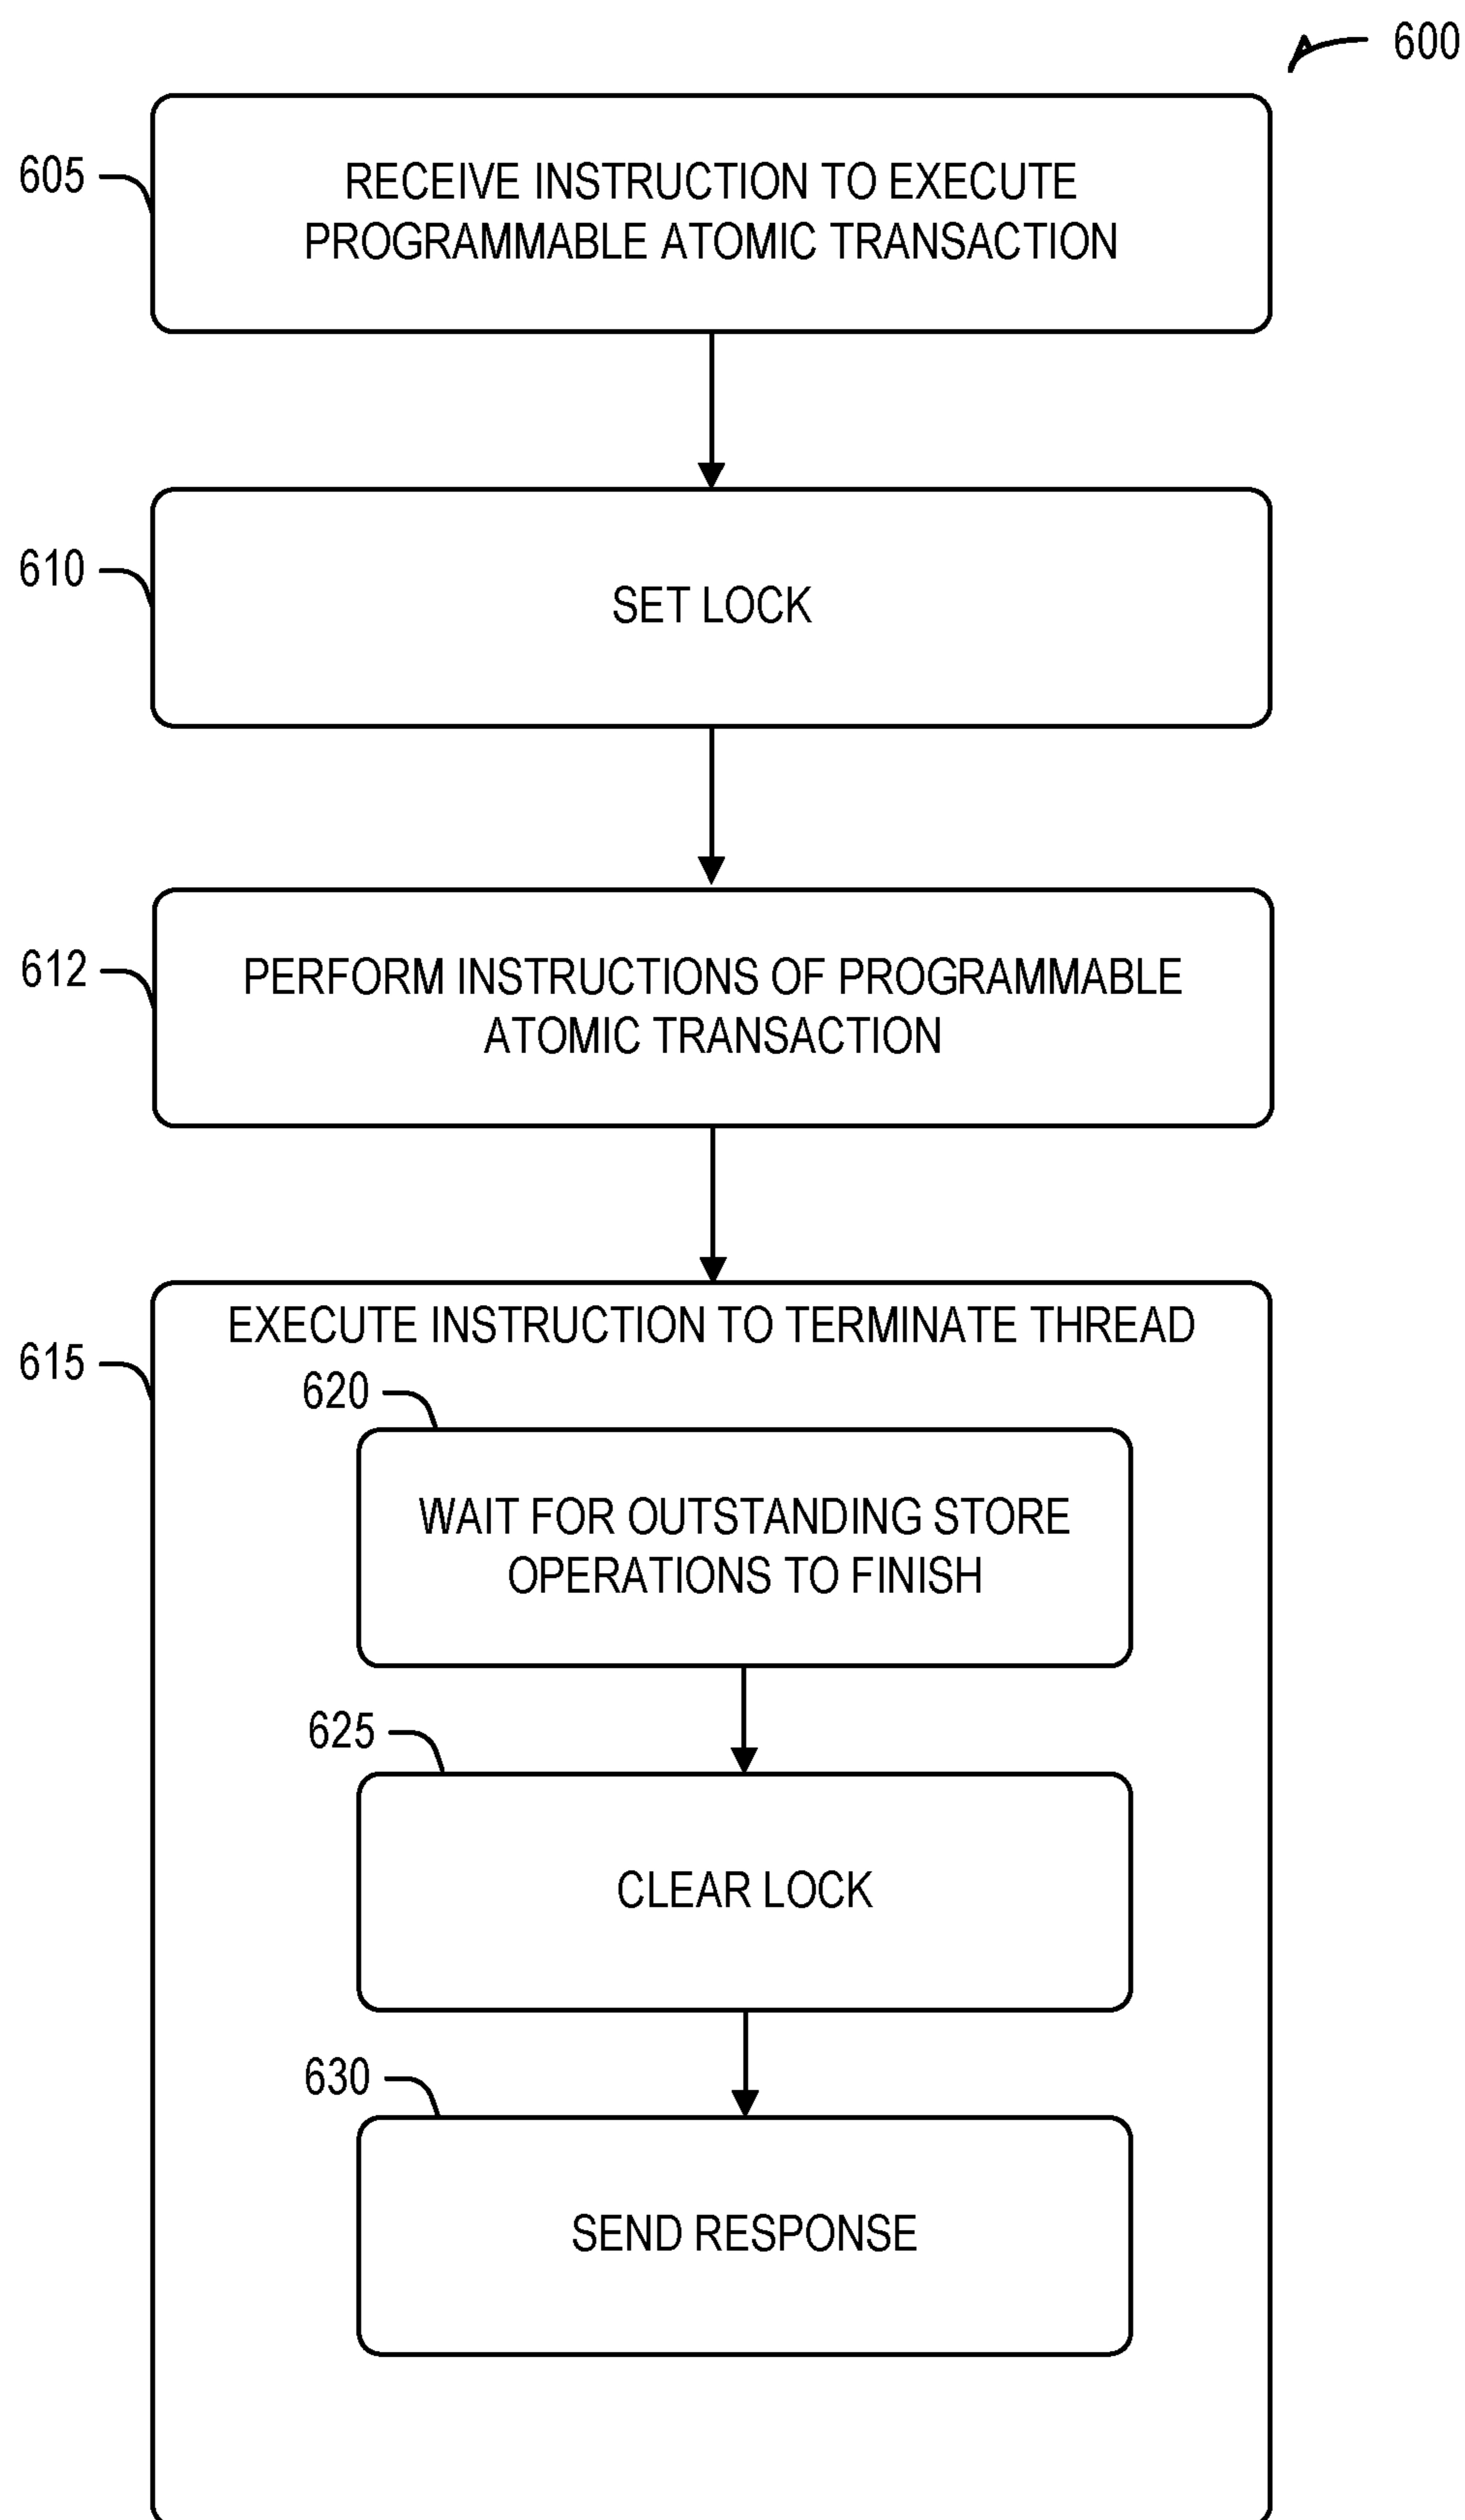 600
605
RECEIVE INSTRUCTION TO EXECUTE
PROGRAMMABLE ATOMIC TRANSACTION
610
SET LOCK
612
PERFORM INSTRUCTIONS OF PROGRAMMABLE
ATOMIC TRANSACTION
615
EXECUTE INSTRUCTION TO TERMINATE THREAD
620
WAIT FOR OUTSTANDING STORE
OPERATIONS TO FINISH
625
CLEAR LOCK
630
SEND RESPONSE